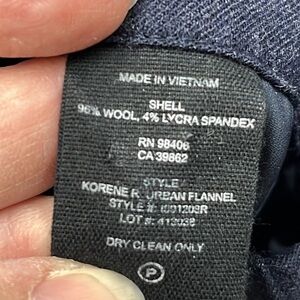 MADE IN VIETNAM
SHELL
96% WOOL, 4% LYCRA SPANDEX
RN 98406
CA 39862
STYLE
KORENE R. URBAN FLANNEL
STYLE #:
LOT #: 413038
DRY CLEAN ONLY
P